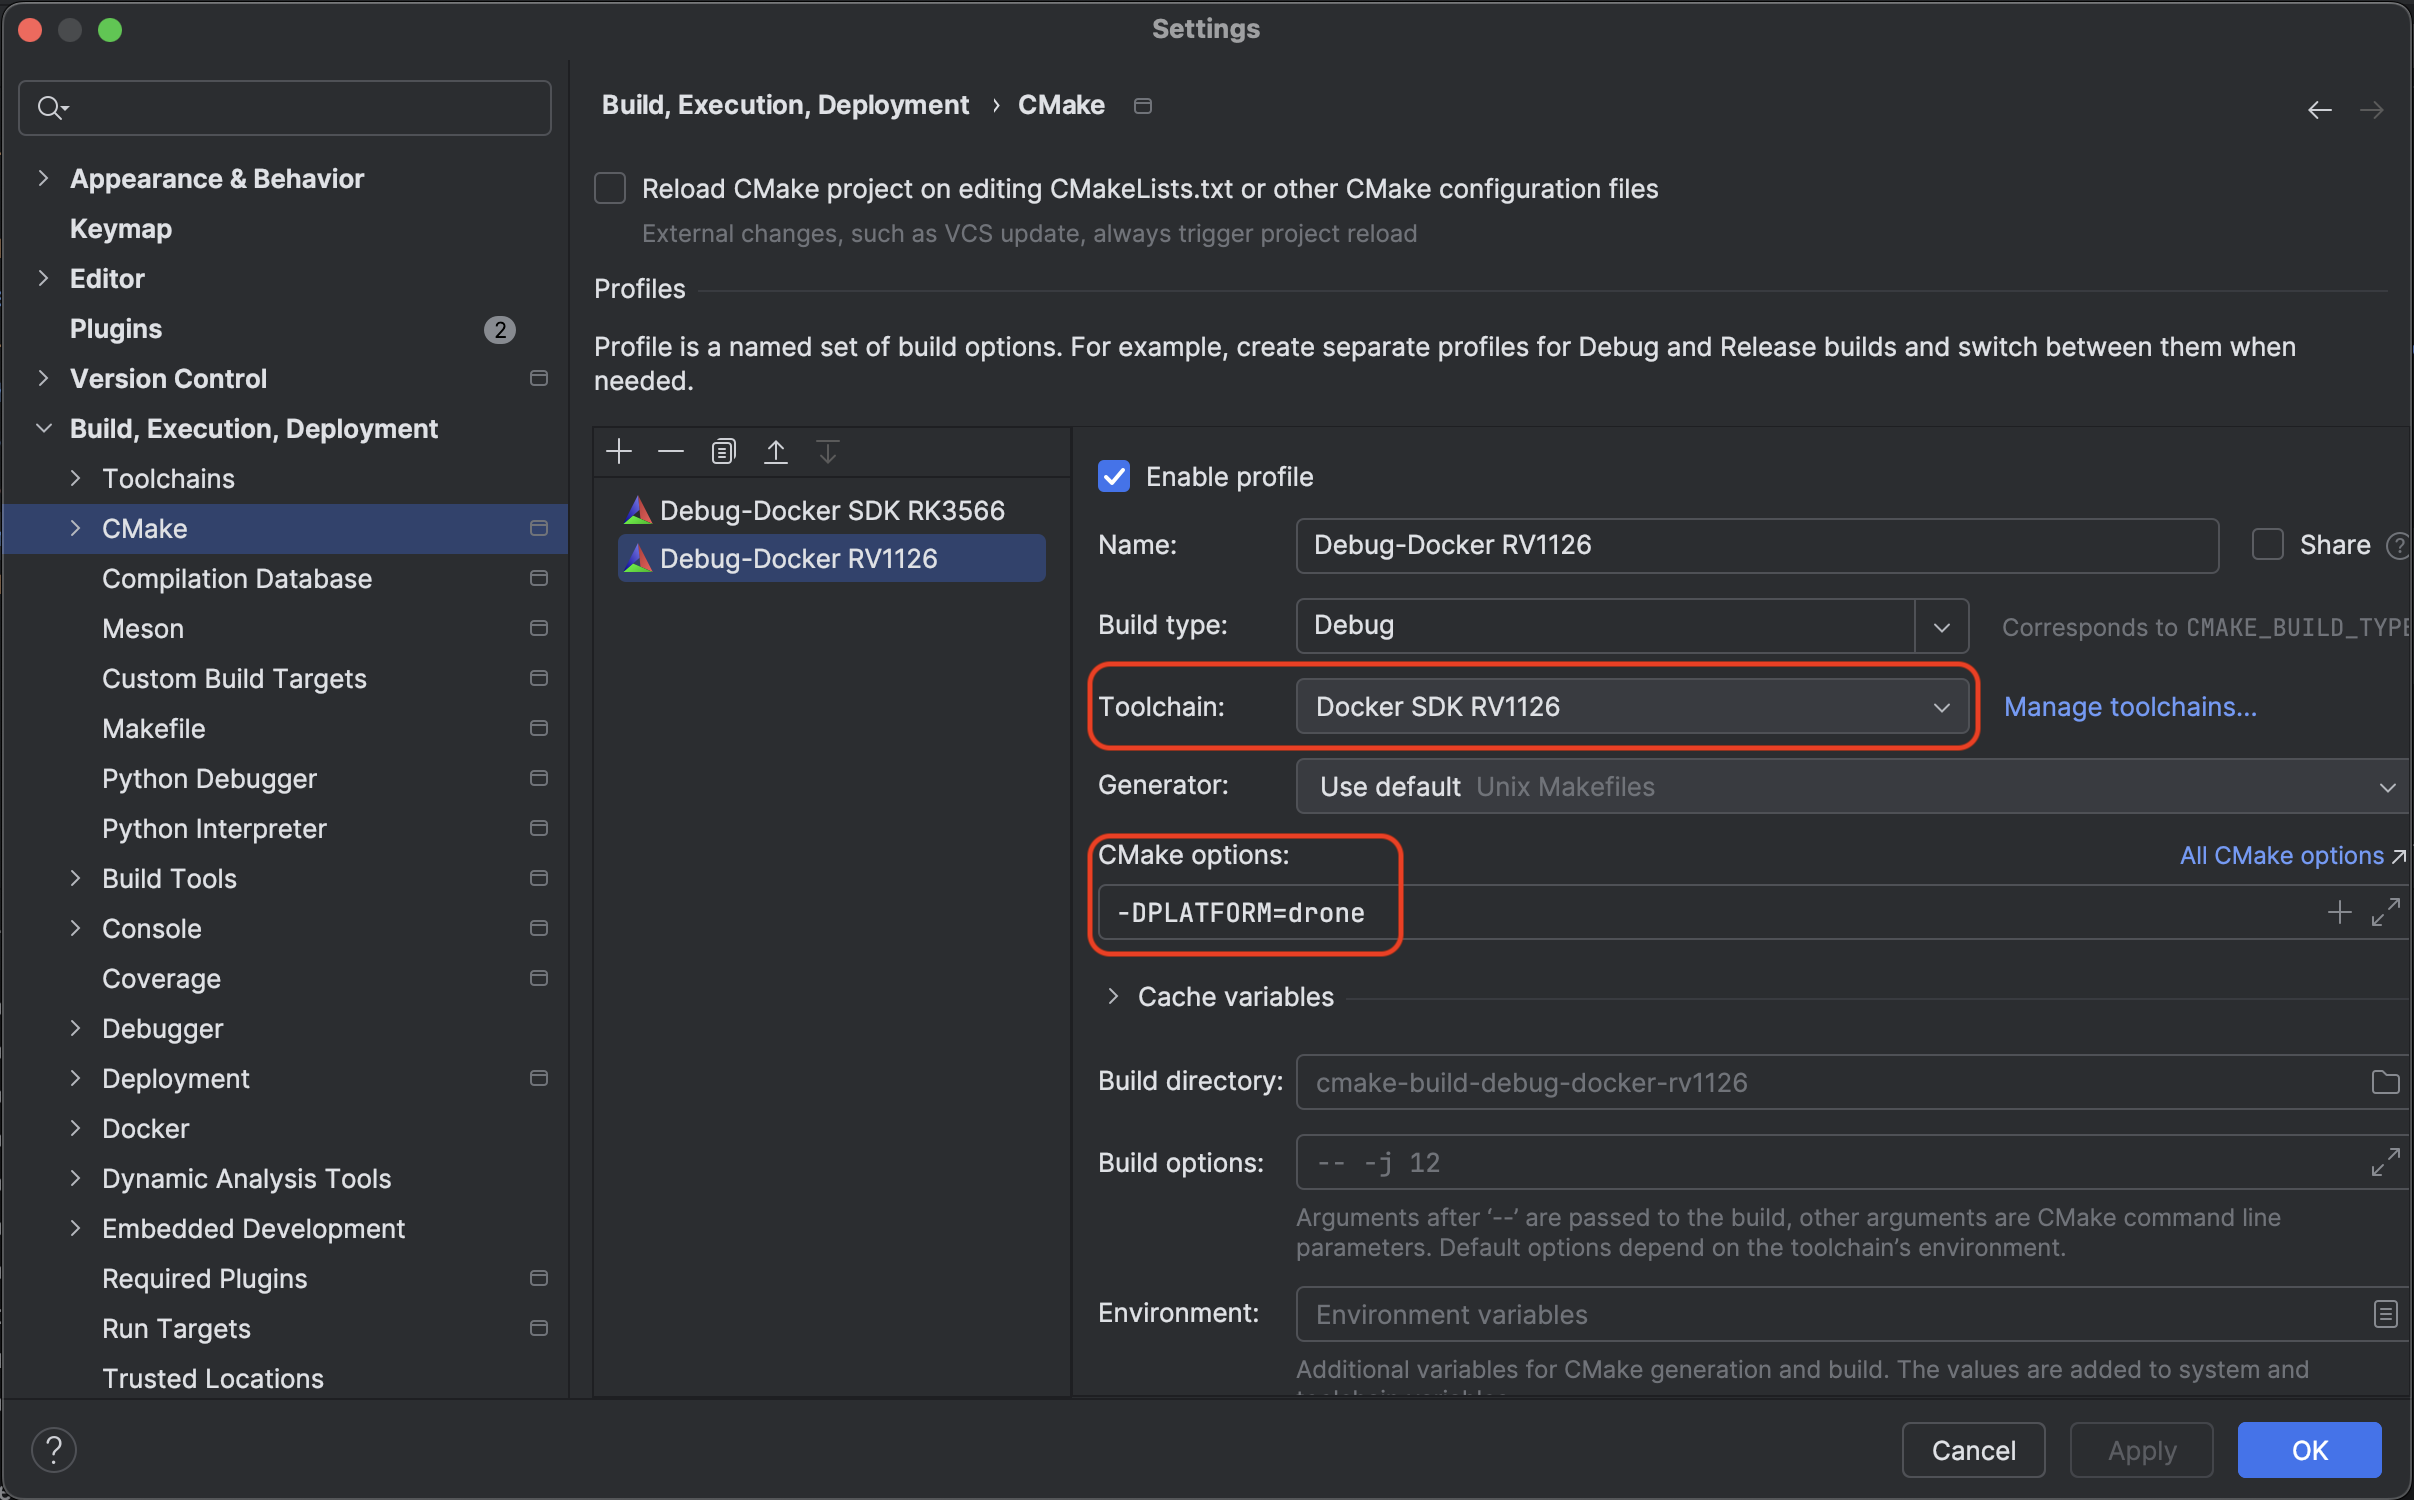 Settings
Build, Execution, Deployment › CMake
Appearance & Behavior
Keymap
Editor
Plugins 2
Version Control
Build, Execution, Deployment
Toolchains
CMake
Compilation Database
Meson
Custom Build Targets
Makefile
Python Debugger
Python Interpreter
Build Tools
Console
Coverage
Debugger
Deployment
Docker
Dynamic Analysis Tools
Embedded Development
Required Plugins
Run Targets
Trusted Locations
Reload CMake project on editing CMakeLists.txt or other CMake configuration files
External changes, such as VCS update, always trigger project reload
Profiles
Profile is a named set of build options. For example, create separate profiles for Debug and Release builds and switch between them when
needed.
Debug-Docker SDK RK3566
Debug-Docker RV1126
Enable profile
Name: Debug-Docker RV1126 Share ?
Build type: Debug Corresponds to CMAKE_BUILD_TYPE
Toolchain: Docker SDK RV1126 Manage toolchains...
Generator: Use default Unix Makefiles
CMake options: All CMake options ↗
-DPLATFORM=drone
Cache variables
Build directory: cmake-build-debug-docker-rv1126
Build options: -- -j 12
Arguments after ‘--’ are passed to the build, other arguments are CMake command line
parameters. Default options depend on the toolchain’s environment.
Environment: Environment variables
Additional variables for CMake generation and build. The values are added to system and
? Cancel Apply OK